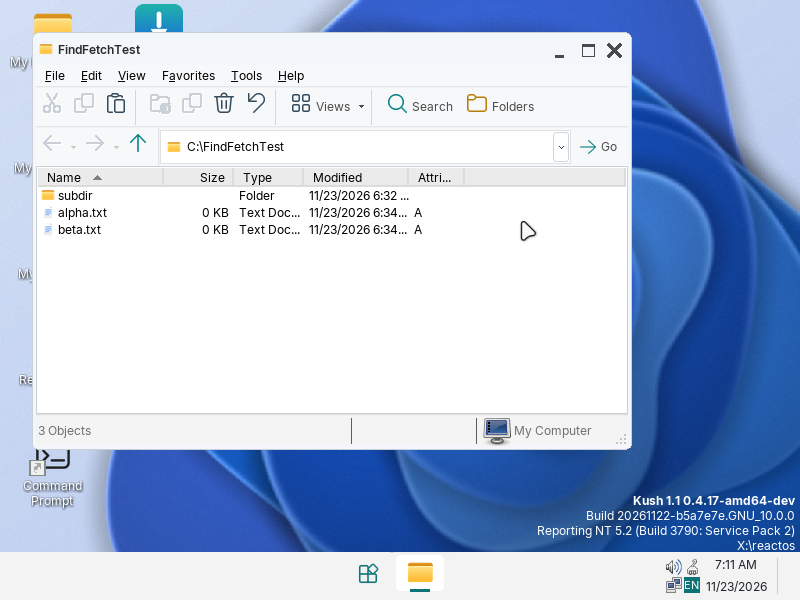 FindFetchTest
File Edit View Favorites Tools Help
Views Search Folders
C:\FindFetchTest Go
Name Size Type Modified Attri...
subdir Folder 11/23/2026 6:32 ...
alpha.txt 0 KB Text Doc... 11/23/2026 6:34... A
beta.txt 0 KB Text Doc... 11/23/2026 6:34... A
3 Objects My Computer
My
My
My
Re
Command
Prompt
Kush 1.1 0.4.17-amd64-dev
Build 20261122-b5a7e7e.GNU_10.0.0
Reporting NT 5.2 (Build 3790: Service Pack 2)
X:\reactos
7:11 AM
EN 11/23/2026